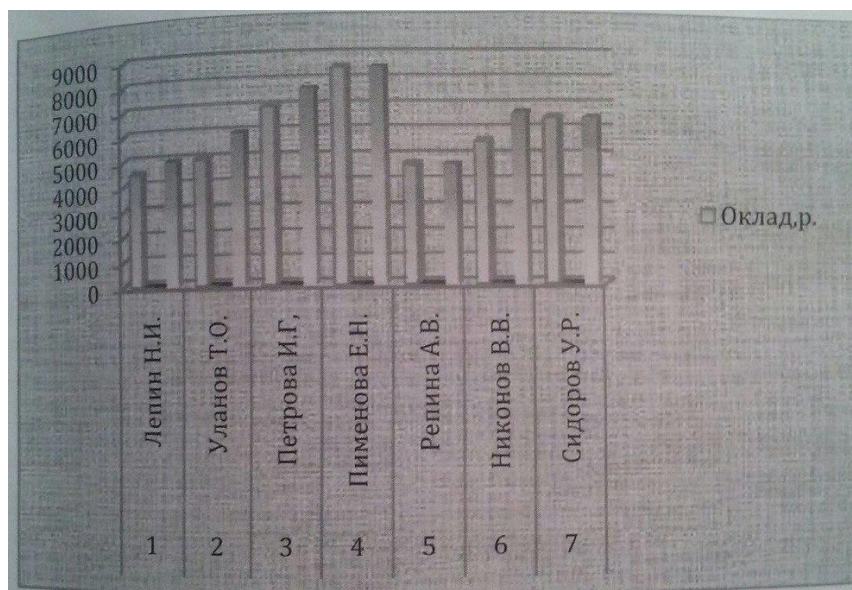 9000
8000
7000
6000
5000
4000
3000
2000
1000
0
Оклад,р.
Лепин Н.И.
Уланов Т.О.
Петрова И.Г,
Пименова Е.Н.
Репина А.В.
Никонов В.В.
Сидоров У.Р.
1 2 3 4 5 6 7